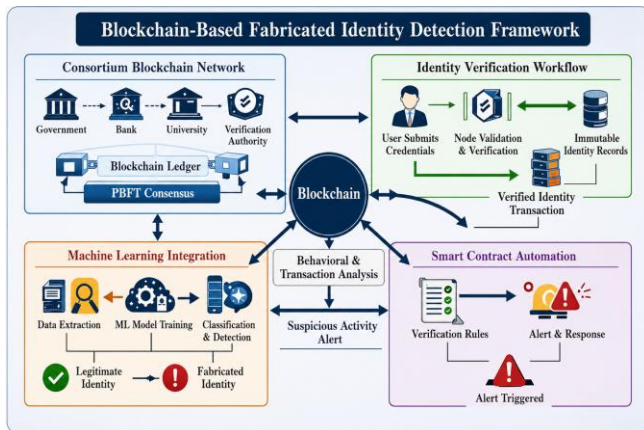 Blockchain-Based Fabricated Identity Detection Framework
Consortium Blockchain Network
Government
Bank
University
Verification
Authority
Blockchain Ledger
PBFT Consensus
Identity Verification Workflow
User Submits
Credentials
Node Validation
& Verification
Immutable
Identity Records
Verified Identity
Transaction
Blockchain
Behavioral &
Transaction Analysis
Suspicious Activity
Alert
Machine Learning Integration
Data Extraction
ML Model Training
Classification
& Detection
Legitimate
Identity
Fabricated
Identity
Smart Contract Automation
Verification Rules
Alert & Response
Alert Triggered